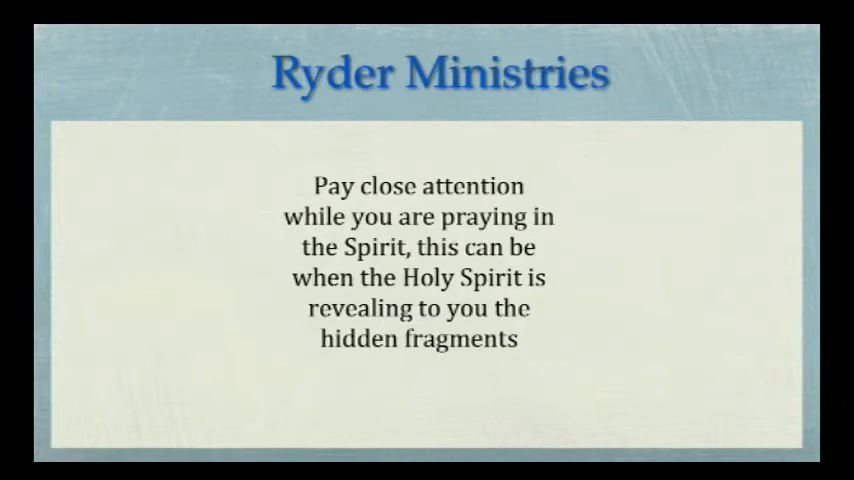 Ryder Ministries
Pay close attention
while you are praying in
the Spirit, this can be
when the Holy Spirit is
revealing to you the
hidden fragments